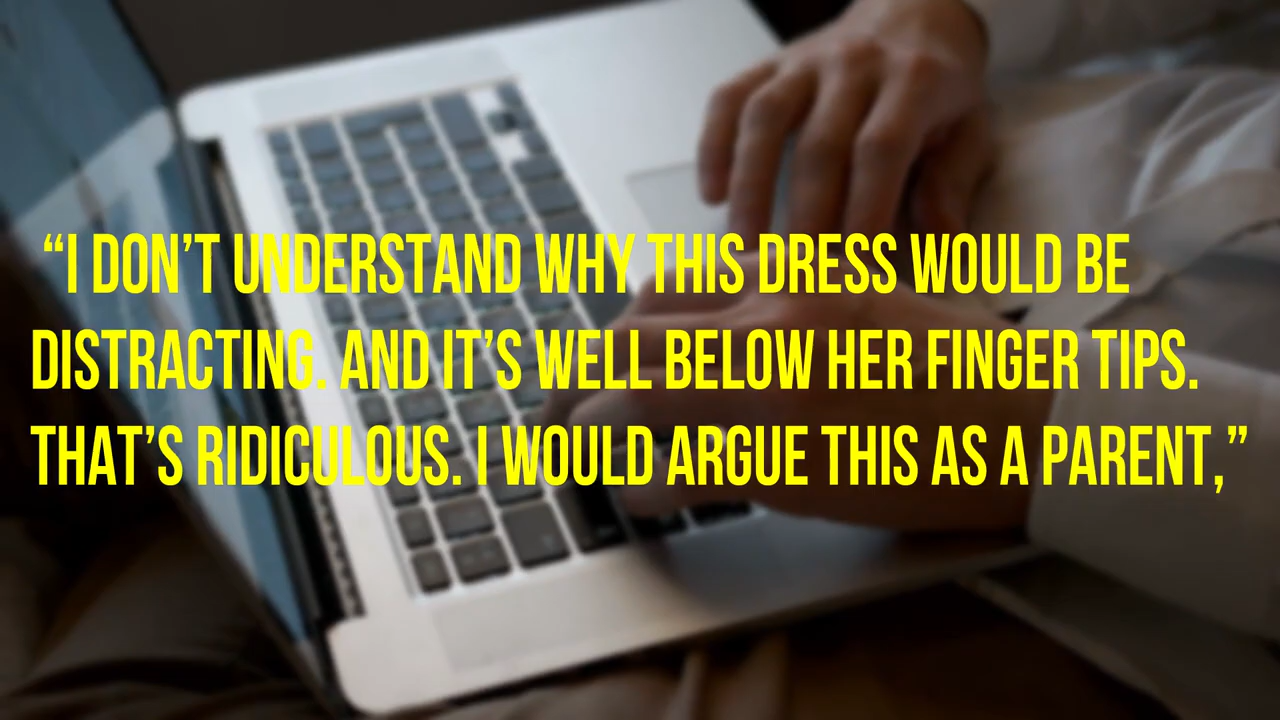 “I DON’T UNDERSTAND WHY THIS DRESS WOULD BE
DISTRACTING. AND IT’S WELL BELOW HER FINGER TIPS.
THAT’S RIDICULOUS. I WOULD ARGUE THIS AS A PARENT,”